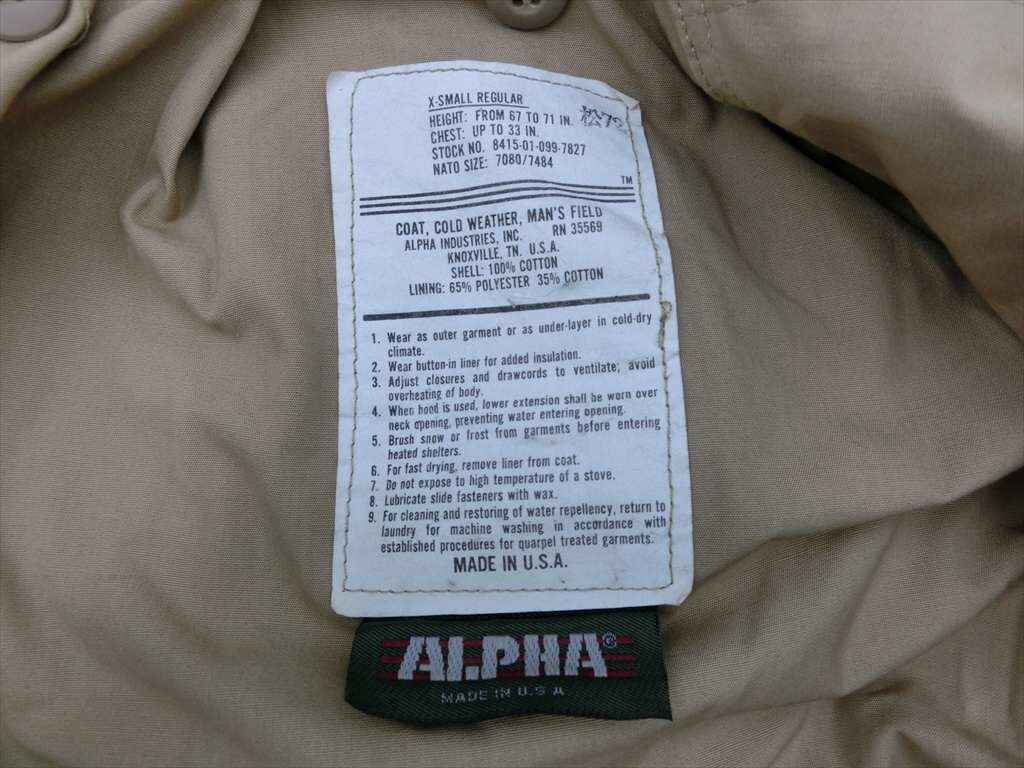 X-SMALL REGULAR
HEIGHT: FROM 67 TO 71 IN.
CHEST: UP TO 33 IN.
STOCK NO. 8415-01-099-7827
NATO SIZE: 7080/7484
TM
COAT, COLD WEATHER, MAN'S FIELD
ALPHA INDUSTRIES, INC. RN 35569
KNOXVILLE, TN. U.S.A.
SHELL: 100% COTTON
LINING: 65% POLYESTER 35% COTTON
1. Wear as outer garment or as under-layer in cold-dry
climate.
2. Wear button-in liner for added insulation.
3. Adjust closures and drawcords to ventilate; avoid
overheating of body.
4. When hood is used, lower extension shall be worn over
neck opening, preventing water entering opening.
5. Brush snow or frost from garments before entering
heated shelters.
6. For fast drying, remove liner from coat.
7. Do not expose to high temperature of a stove.
8. Lubricate slide fasteners with wax.
9. For cleaning and restoring of water repellency, return to
laundry for machine washing in accordance with
established procedures for quarpel treated garments.
MADE IN U.S.A.
ALPHA®
MADE IN U.S.A